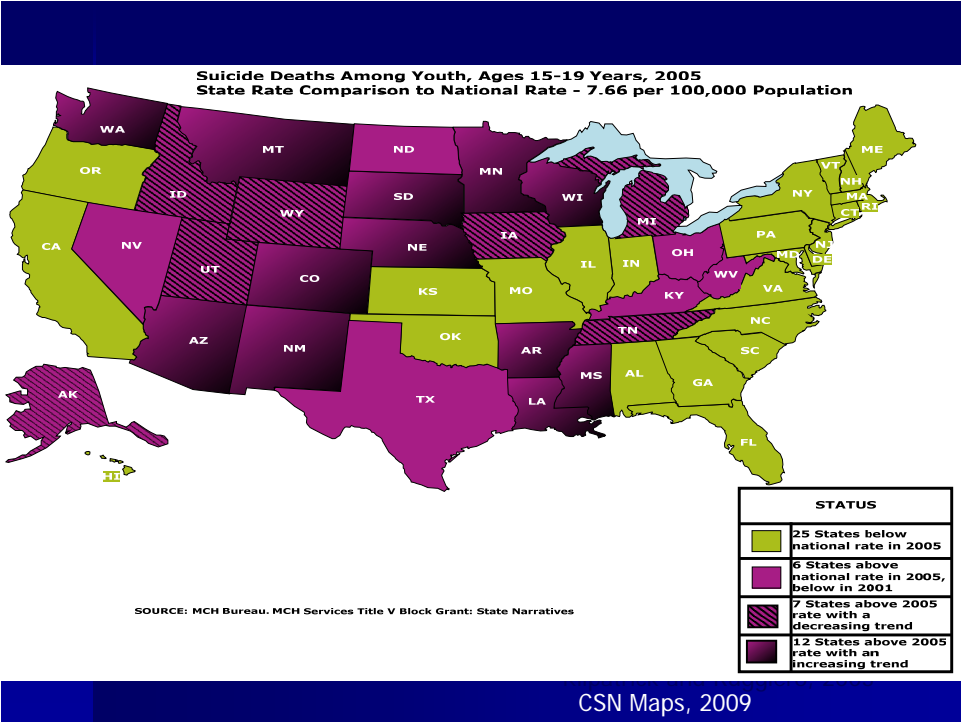 Suicide Deaths Among Youth, Ages 15-19 Years, 2005
State Rate Comparison to National Rate - 7.66 per 100,000 Population
WA
MT
ND
MN
ME
OR
ID
SD
WI
VT
NH
WY
MI
NY
MA
RI
CT
CA
NV
NE
IA
PA
NJ
UT
CO
IL
IN
OH
MD
DE
WV
KS
MO
KY
VA
AZ
NM
OK
AR
TN
NC
SC
MS
AL
GA
AK
TX
LA
FL
HI
STATUS
25 States below
national rate in 2005
6 States above
national rate in 2005,
below in 2001
7 States above 2005
rate with a
decreasing trend
12 States above 2005
rate with an
increasing trend
SOURCE: MCH Bureau. MCH Services Title V Block Grant: State Narratives
CSN Maps, 2009